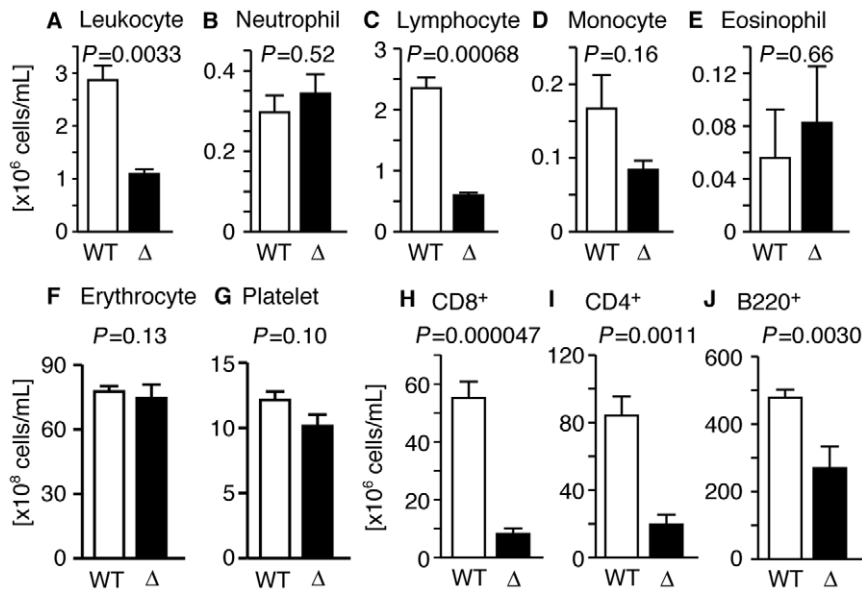 A Leukocyte
B Neutrophil
C Lymphocyte
D Monocyte
E Eosinophil
P=0.0033
P=0.52
P=0.00068
P=0.16
P=0.66
[x10⁶ cells/mL]
3
2
1
0
0.4
0.2
0
3
2
1
0
0.2
0.1
0
0.12
0.08
0.04
0
WT Δ
WT Δ
WT Δ
WT Δ
WT Δ
F Erythrocyte
G Platelet
H CD8⁺
I CD4⁺
J B220⁺
P=0.13
P=0.10
P=0.000047
P=0.0011
P=0.0030
[x10⁸ cells/mL]
90
60
30
0
15
10
5
0
[x10⁶ cells/mL]
60
40
20
0
120
80
40
0
600
400
200
0
WT Δ
WT Δ
WT Δ
WT Δ
WT Δ